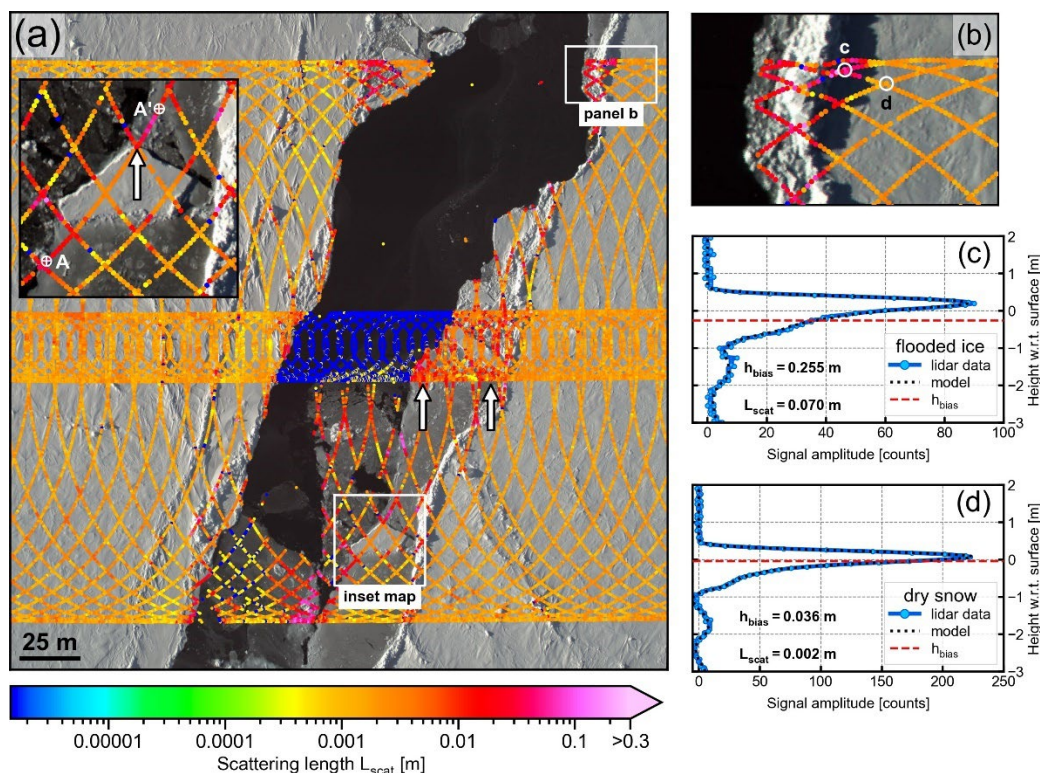 (a)
A'
A
panel b
inset map
25 m
0.00001 0.0001 0.001 0.01 0.1 >0.3
Scattering length L_scat [m]
(b)
c
d
(c)
2
1
0
−1
−2
−3
Height w.r.t. surface [m]
flooded ice
lidar data
model
h_bias
h_bias = 0.255 m
L_scat = 0.070 m
0 20 40 60 80 100
Signal amplitude [counts]
(d)
2
1
0
−1
−2
−3
Height w.r.t. surface [m]
dry snow
lidar data
model
h_bias
h_bias = 0.036 m
L_scat = 0.002 m
0 50 100 150 200 250
Signal amplitude [counts]